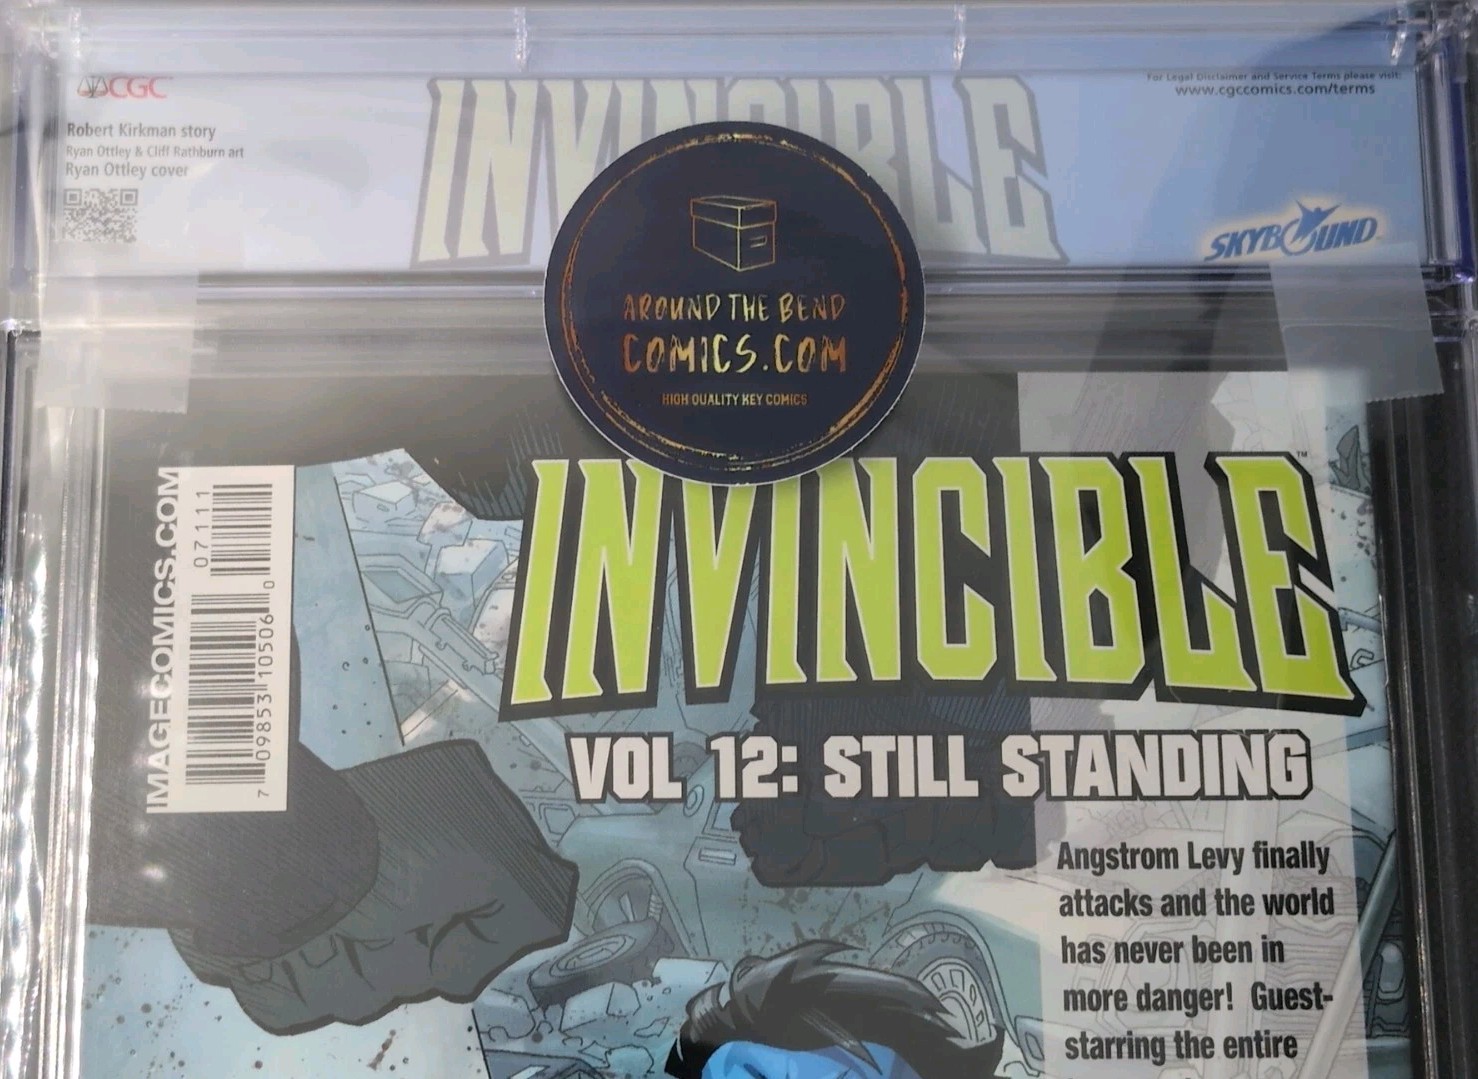 CGC
Robert Kirkman story
Ryan Ottley & Cliff Rathburn art
Ryan Ottley cover
INVINCIBLE
For Legal Disclaimer and Service Terms please visit:
www.cgccomics.com/terms
SKYBOUND
AROUND THE BEND
COMICS.COM
HIGH QUALITY KEY COMICS
IMAGECOMICS.COM
07111
7 09853 10506 0
INVINCIBLE™
VOL 12: STILL STANDING
Angstrom Levy finally
attacks and the world
has never been in
more danger! Guest-
starring the entire